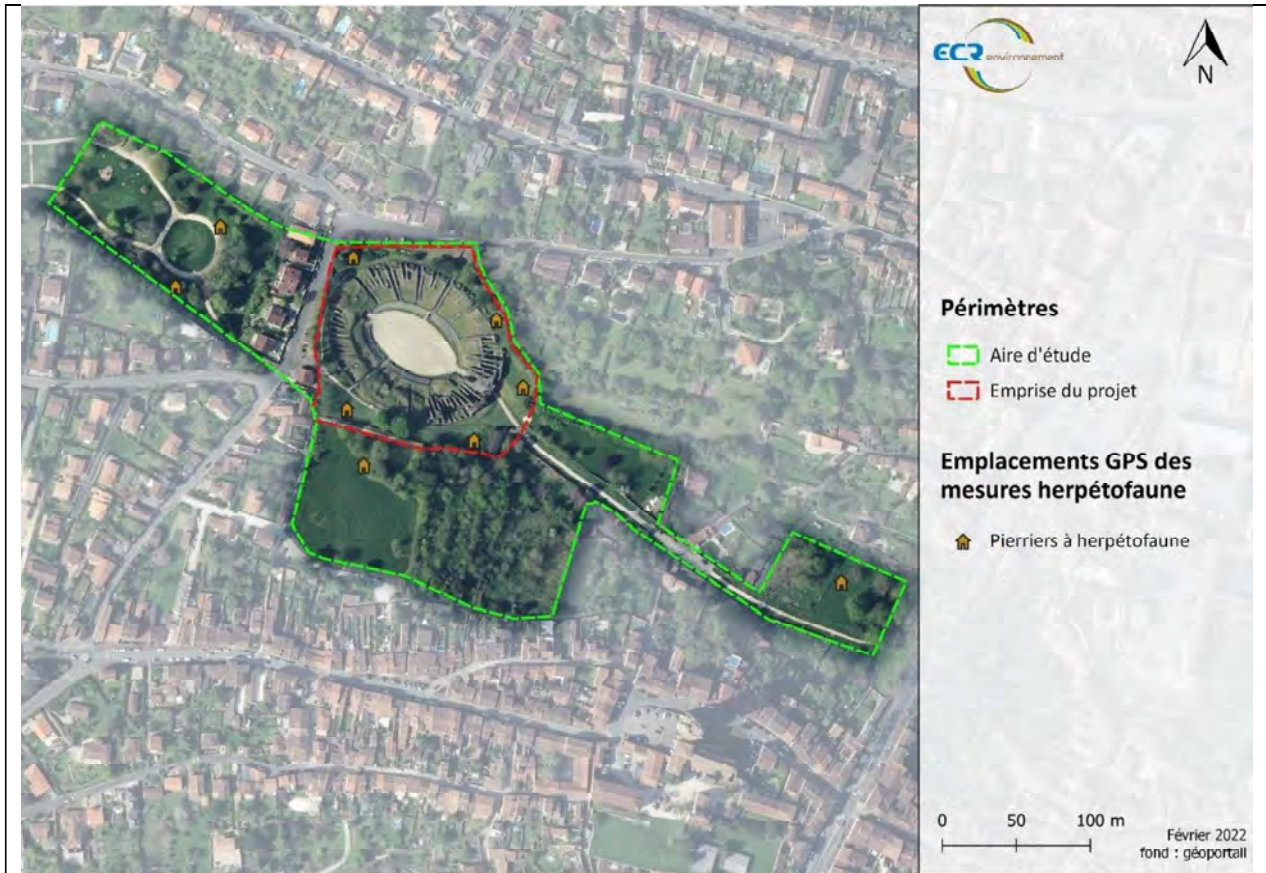 ECR environnement
N
Périmètres
Aire d'étude
Emprise du projet
Emplacements GPS des
mesures herpétofaune
Pierriers à herpétofaune
0 50 100 m
Février 2022
fond : géoportail